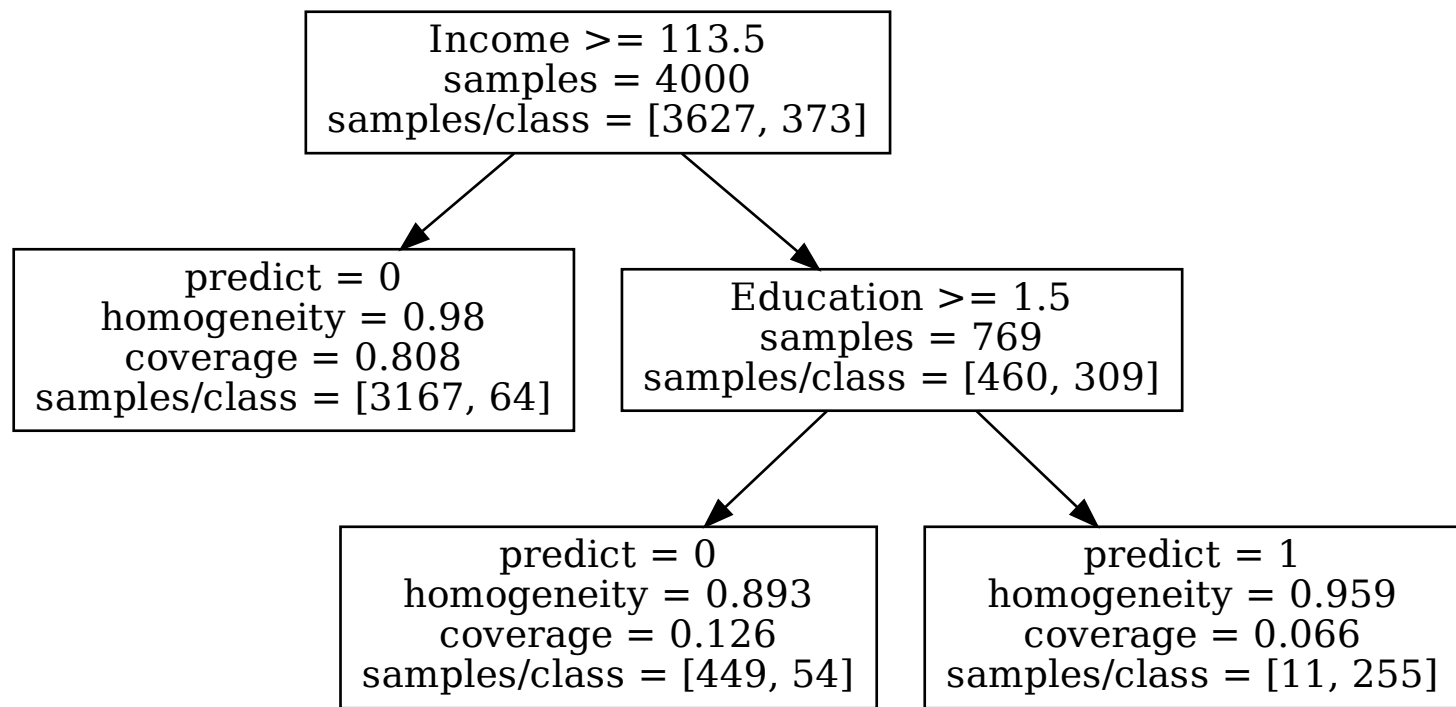 Income >= 113.5
samples = 4000
samples/class = [3627, 373]
predict = 0
homogeneity = 0.98
coverage = 0.808
samples/class = [3167, 64]
Education >= 1.5
samples = 769
samples/class = [460, 309]
predict = 0
homogeneity = 0.893
coverage = 0.126
samples/class = [449, 54]
predict = 1
homogeneity = 0.959
coverage = 0.066
samples/class = [11, 255]